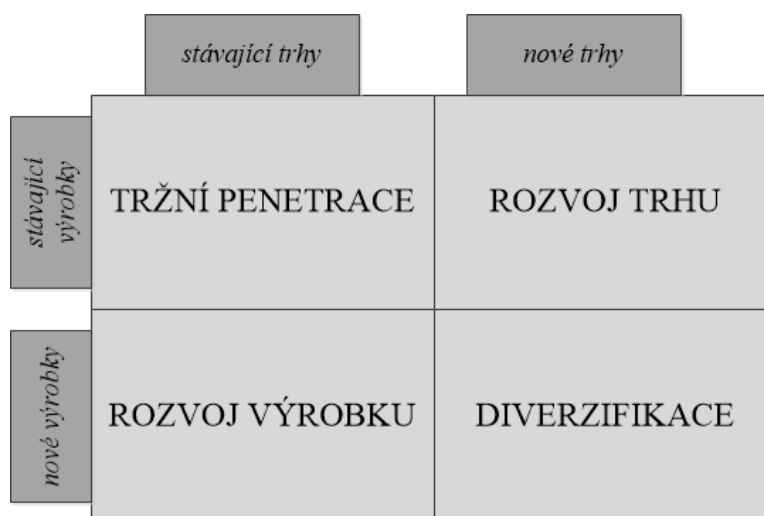 stávající trhy
nové trhy
stávající
výrobky
TRŽNÍ PENETRACE
ROZVOJ TRHU
nové výrobky
ROZVOJ VÝROBKU
DIVERZIFIKACE